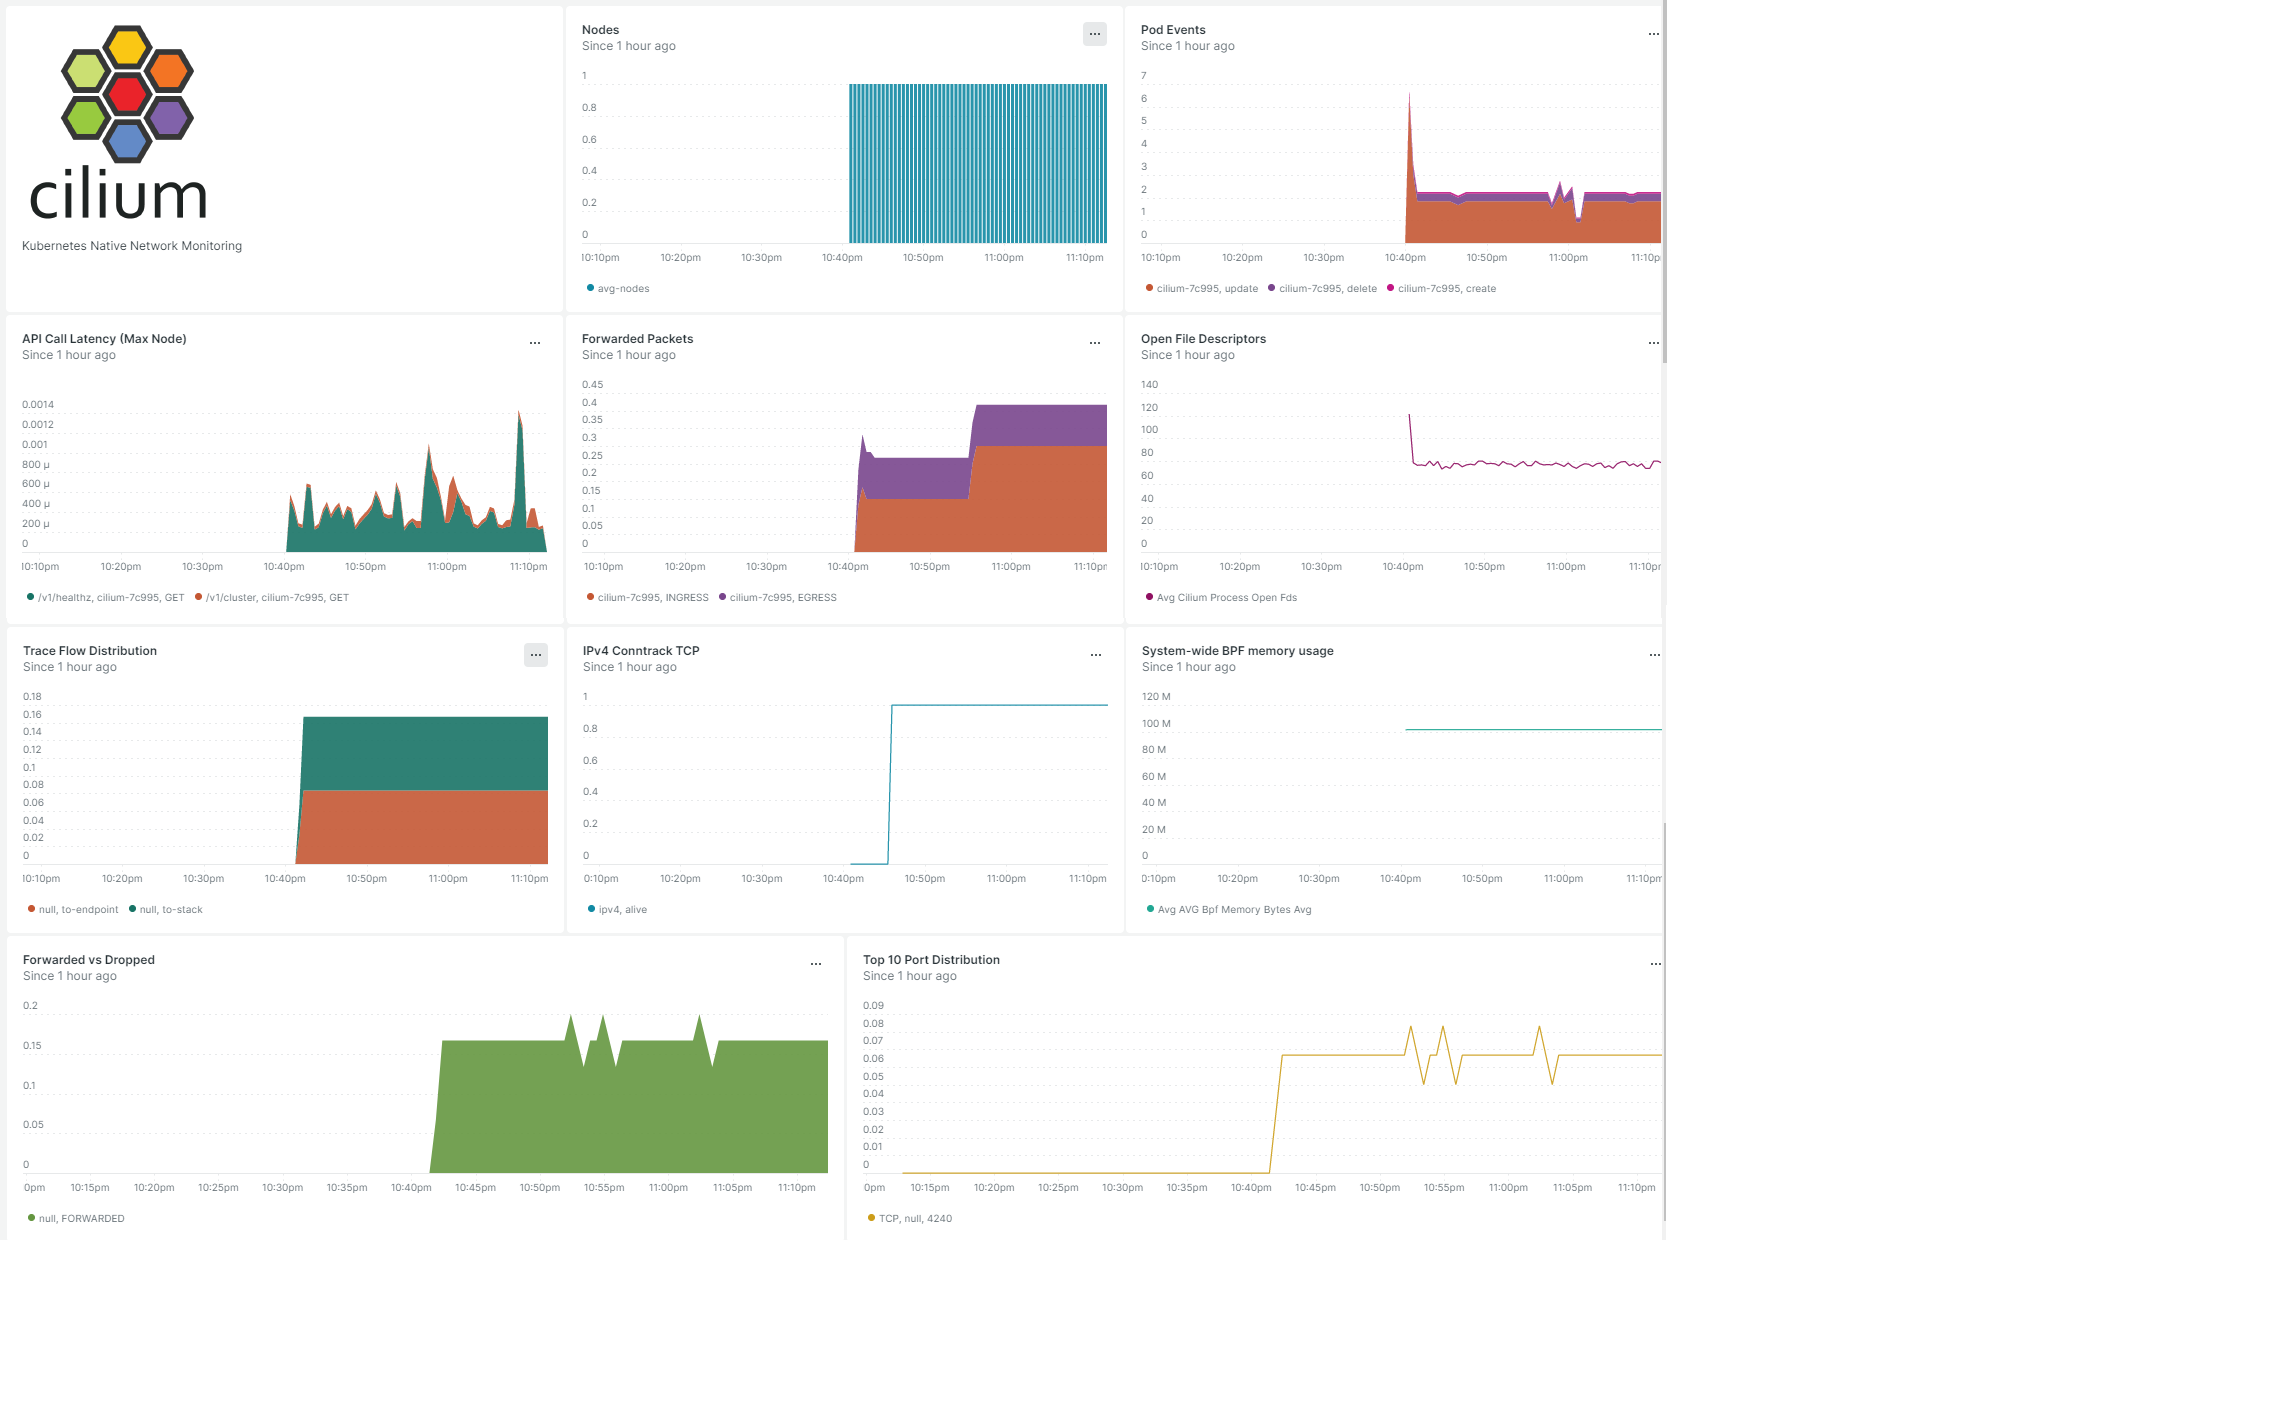 cilium
Kubernetes Native Network Monitoring
Nodes
Since 1 hour ago
1
0.8
0.6
0.4
0.2
0
10:10pm 10:20pm 10:30pm 10:40pm 10:50pm 11:00pm 11:10pm
avg-nodes
Pod Events
Since 1 hour ago
7
6
5
4
3
2
1
0
10:10pm 10:20pm 10:30pm 10:40pm 10:50pm 11:00pm 11:10p
cilium-7c995, update cilium-7c995, delete cilium-7c995, create
API Call Latency (Max Node)
Since 1 hour ago
0.0014
0.0012
0.001
800 µ
600 µ
400 µ
200 µ
0
10:10pm 10:20pm 10:30pm 10:40pm 10:50pm 11:00pm 11:10pm
/v1/healthz, cilium-7c995, GET /v1/cluster, cilium-7c995, GET
Forwarded Packets
Since 1 hour ago
0.45
0.4
0.35
0.3
0.25
0.2
0.15
0.1
0.05
0
10:10pm 10:20pm 10:30pm 10:40pm 10:50pm 11:00pm 11:10pm
cilium-7c995, INGRESS cilium-7c995, EGRESS
Open File Descriptors
Since 1 hour ago
140
120
100
80
60
40
20
0
10:10pm 10:20pm 10:30pm 10:40pm 10:50pm 11:00pm 11:10pm
Avg Cilium Process Open Fds
Trace Flow Distribution
Since 1 hour ago
0.18
0.16
0.14
0.12
0.1
0.08
0.06
0.04
0.02
0
10:10pm 10:20pm 10:30pm 10:40pm 10:50pm 11:00pm 11:10pm
null, to-endpoint null, to-stack
IPv4 Conntrack TCP
Since 1 hour ago
1
0.8
0.6
0.4
0.2
0
0:10pm 10:20pm 10:30pm 10:40pm 10:50pm 11:00pm 11:10pm
ipv4, alive
System-wide BPF memory usage
Since 1 hour ago
120 M
100 M
80 M
60 M
40 M
20 M
0
0:10pm 10:20pm 10:30pm 10:40pm 10:50pm 11:00pm 11:10pm
Avg AVG Bpf Memory Bytes Avg
Forwarded vs Dropped
Since 1 hour ago
0.2
0.15
0.1
0.05
0
0pm 10:15pm 10:20pm 10:25pm 10:30pm 10:35pm 10:40pm 10:45pm 10:50pm 10:55pm 11:00pm 11:05pm 11:10pm
null, FORWARDED
Top 10 Port Distribution
Since 1 hour ago
0.09
0.08
0.07
0.06
0.05
0.04
0.03
0.02
0.01
0
0pm 10:15pm 10:20pm 10:25pm 10:30pm 10:35pm 10:40pm 10:45pm 10:50pm 10:55pm 11:00pm 11:05pm 11:10pm
TCP, null, 4240